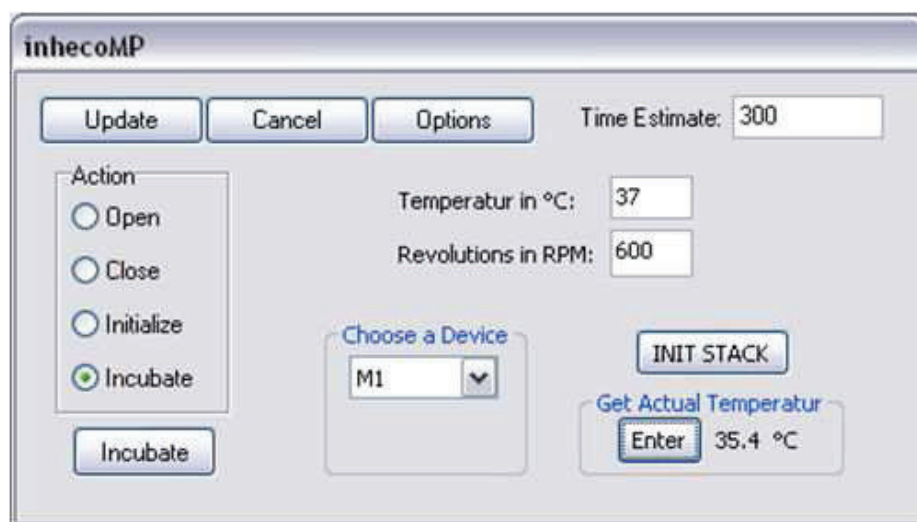 inhecoMP
Update Cancel Options Time Estimate: 300
Action
Open
Close
Initialize
Incubate
Incubate
Temperatur in °C: 37
Revolutions in RPM: 600
Choose a Device
M1
INIT STACK
Get Actual Temperatur
Enter 35.4 °C